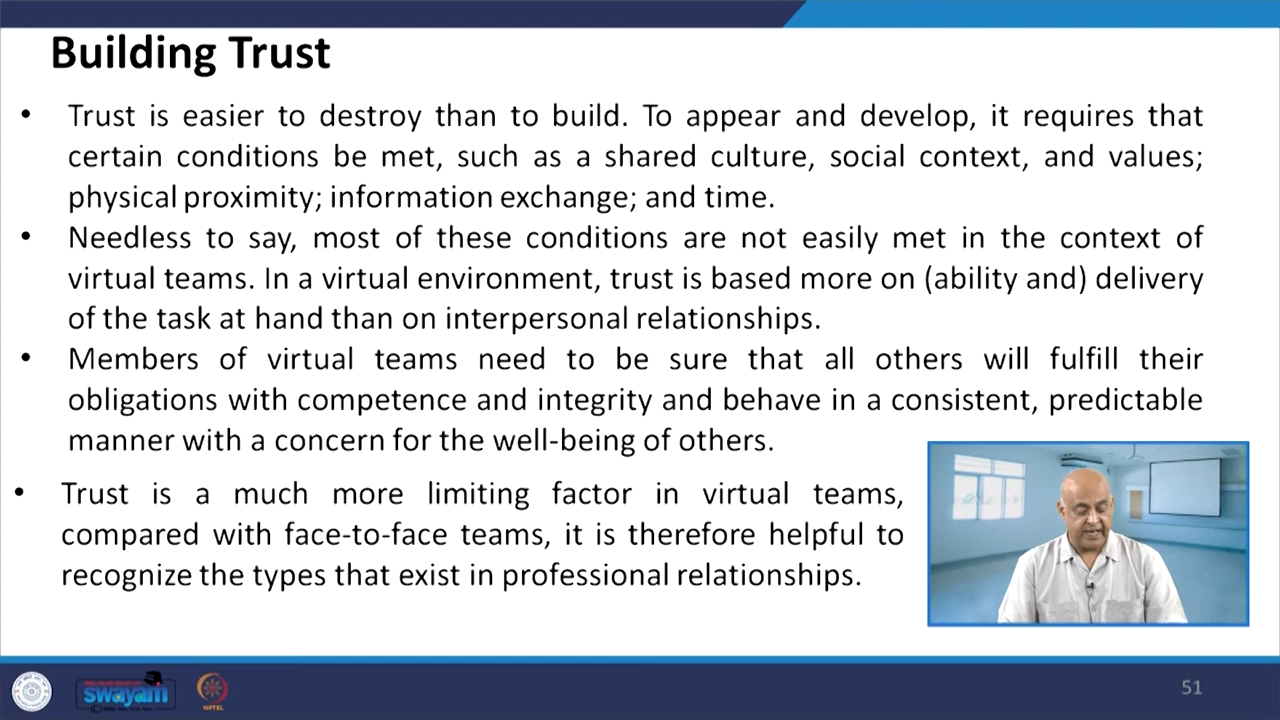 Building Trust
• Trust is easier to destroy than to build. To appear and develop, it requires that
certain conditions be met, such as a shared culture, social context, and values;
physical proximity; information exchange; and time.
• Needless to say, most of these conditions are not easily met in the context of
virtual teams. In a virtual environment, trust is based more on (ability and) delivery
of the task at hand than on interpersonal relationships.
• Members of virtual teams need to be sure that all others will fulfill their
obligations with competence and integrity and behave in a consistent, predictable
manner with a concern for the well-being of others.
• Trust is a much more limiting factor in virtual teams,
compared with face-to-face teams, it is therefore helpful to
recognize the types that exist in professional relationships.
swayam
NPTEL
51